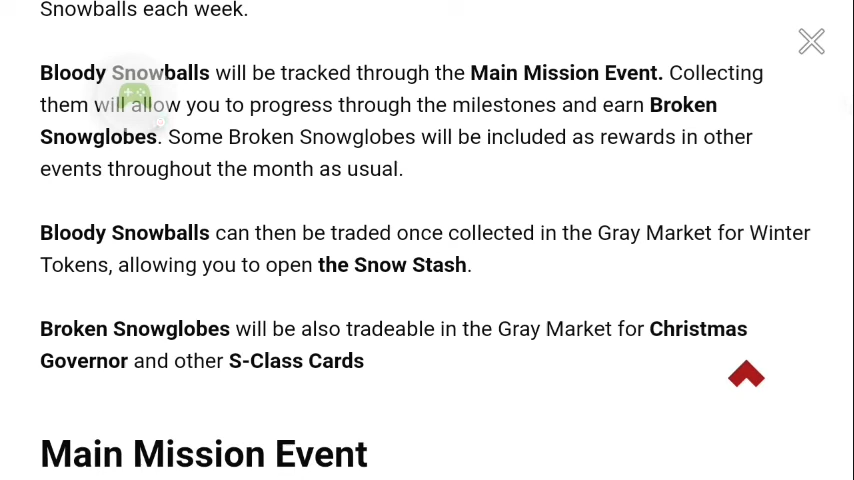 Snowballs each week.
Bloody Snowballs will be tracked through the Main Mission Event. Collecting
them will allow you to progress through the milestones and earn Broken
Snowglobes. Some Broken Snowglobes will be included as rewards in other
events throughout the month as usual.
Bloody Snowballs can then be traded once collected in the Gray Market for Winter
Tokens, allowing you to open the Snow Stash.
Broken Snowglobes will be also tradeable in the Gray Market for Christmas
Governor and other S-Class Cards
Main Mission Event